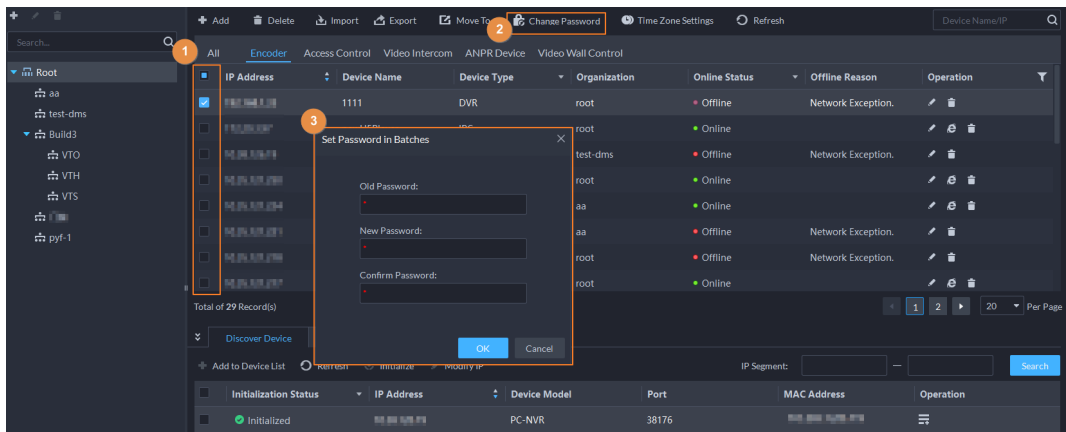 Add Delete Import Export Move To Change Password Time Zone Settings Refresh Device Name/IP
2
Search...
1
All Encoder Access Control Video Intercom ANPR Device Video Wall Control
Root
IP Address Device Name Device Type Organization Online Status Offline Reason Operation
aa
1111 DVR root Offline Network Exception.
test-dms
3
root Online
Build3
Set Password in Batches
VTO
test-dms Offline Network Exception.
VTH
Old Password:
root Online
*
VTS
aa Online
New Password:
aa Offline Network Exception.
pyf-1
*
root Offline Network Exception.
Confirm Password:
root Online
*
Total of 29 Record(s) 1 2 20 Per Page
Discover Device
OK Cancel
Add to Device List Refresh Initialize Modify IP IP Segment: — Search
Initialization Status IP Address Device Model Port MAC Address Operation
Initialized PC-NVR 38176